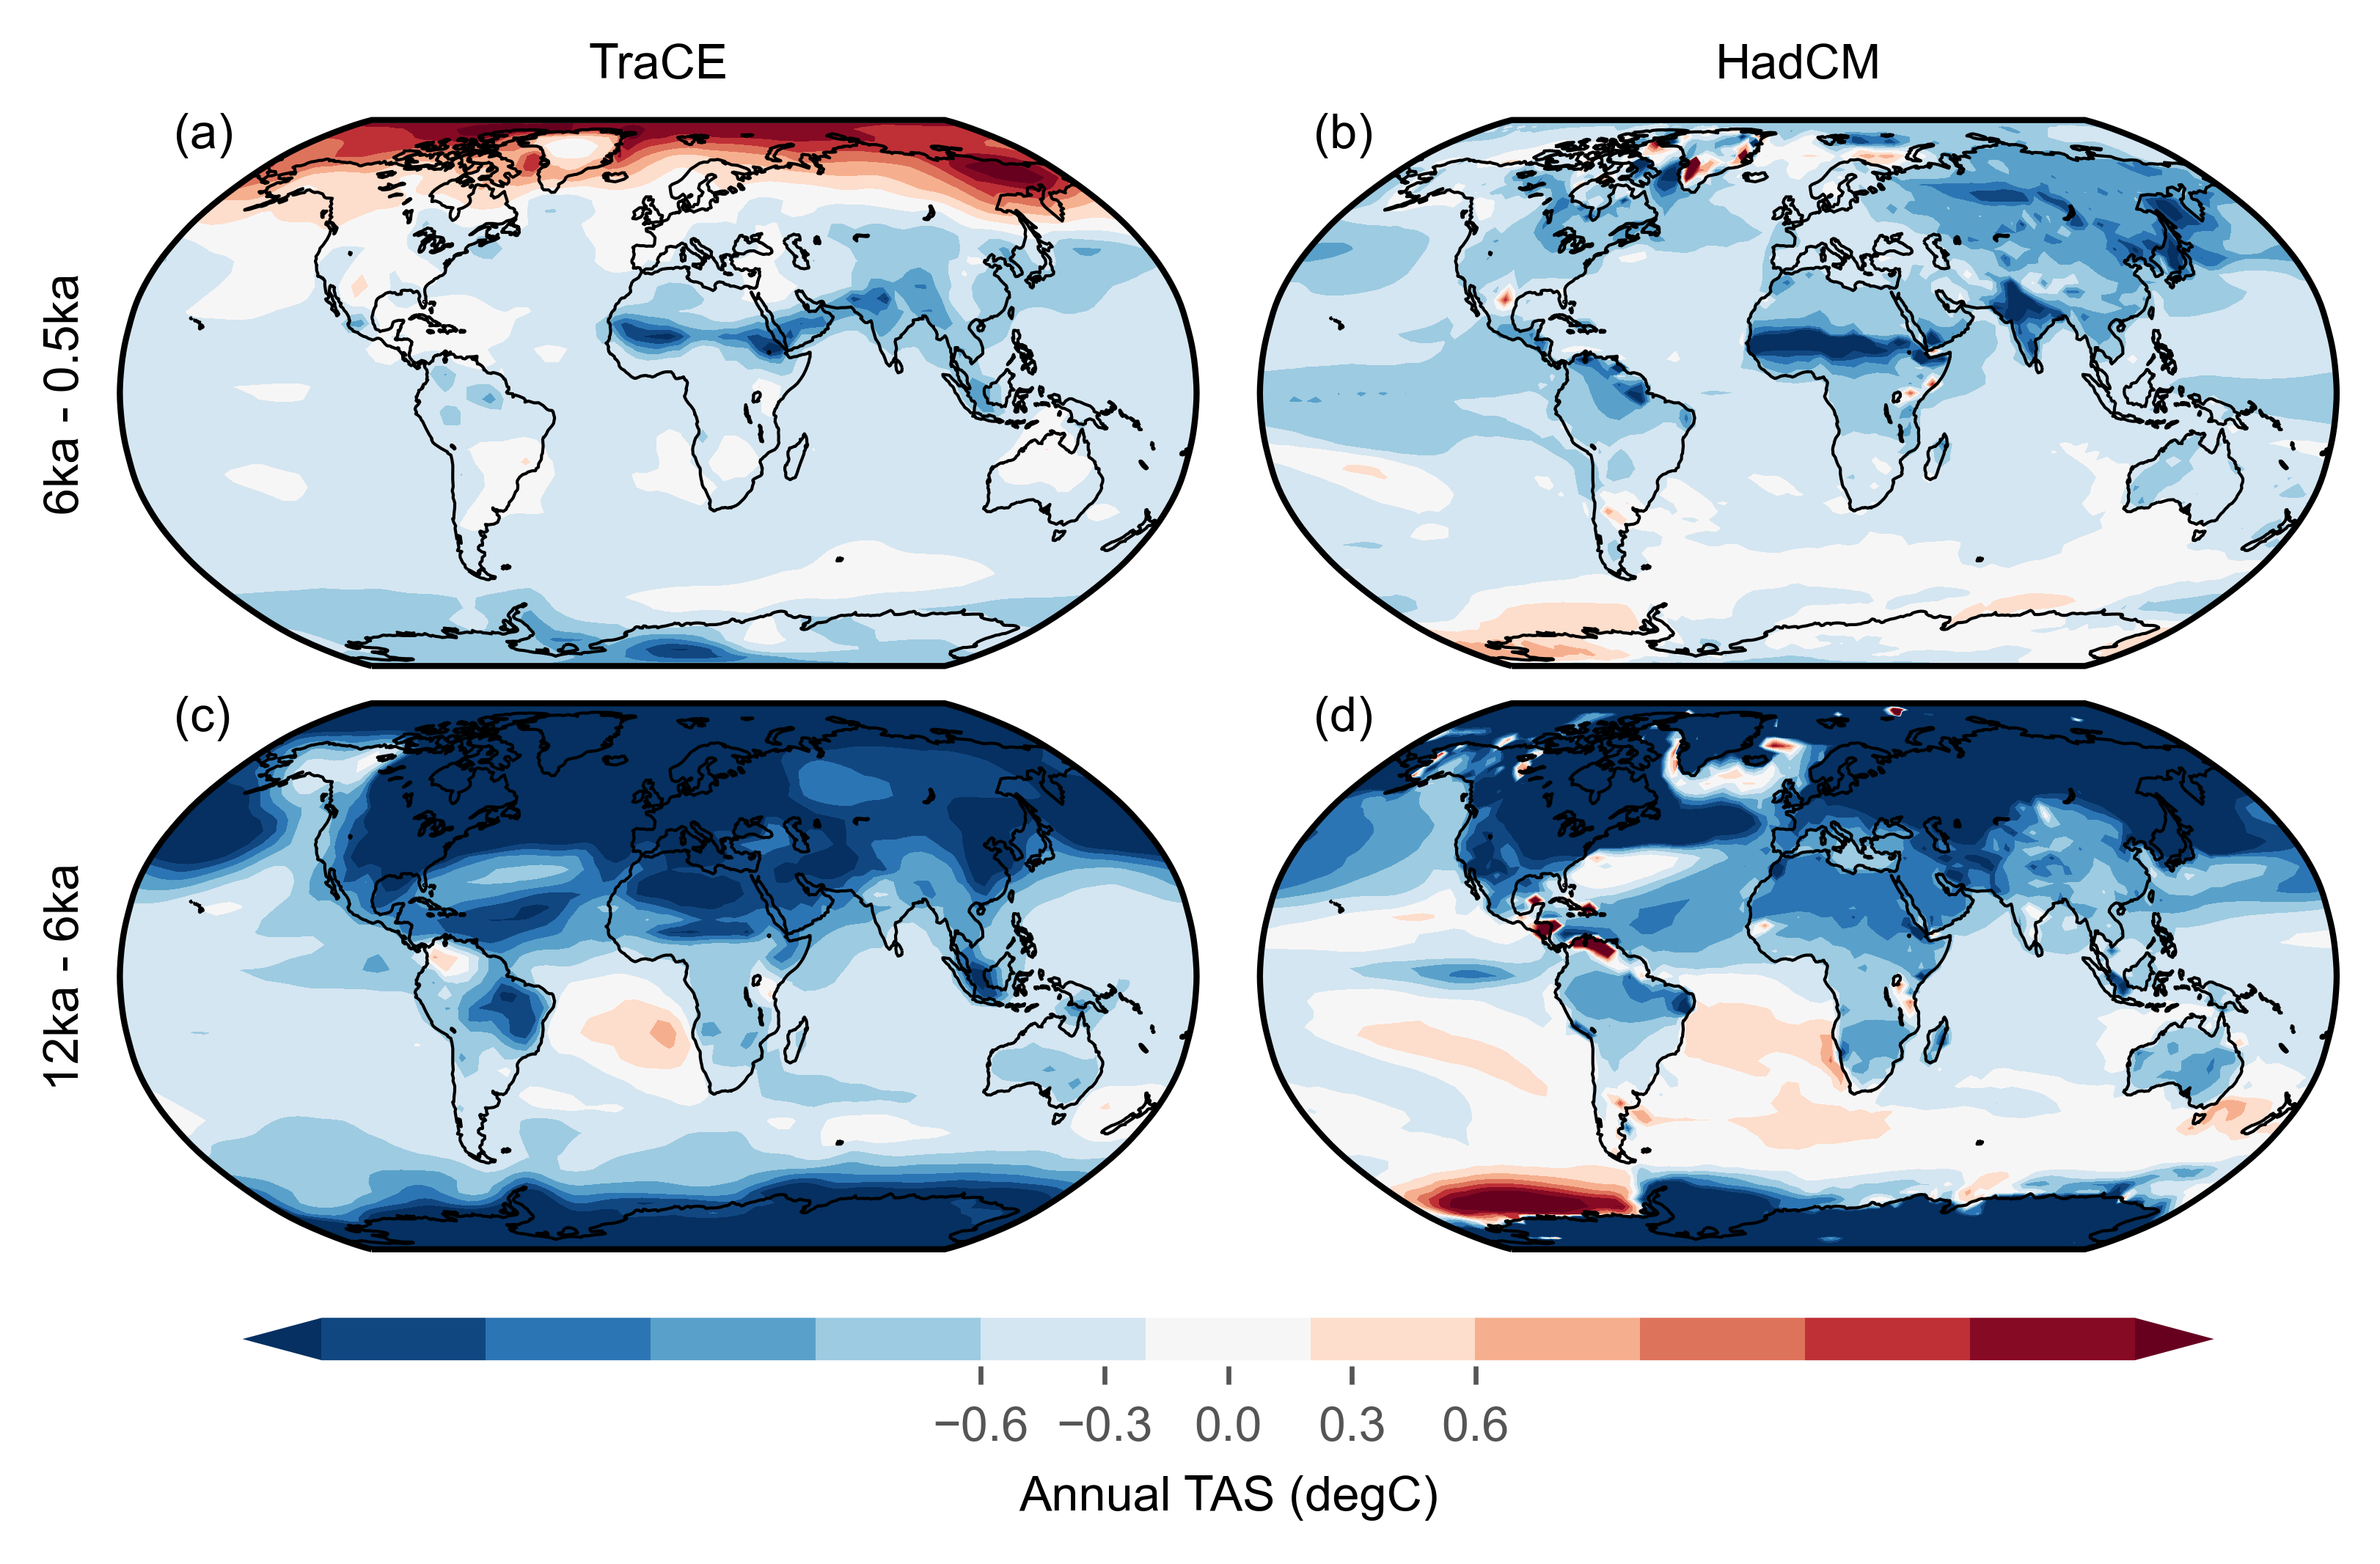 TraCE
HadCM
(a)
(b)
6ka - 0.5ka
(c)
(d)
12ka - 6ka
−0.6 −0.3 0.0 0.3 0.6
Annual TAS (degC)